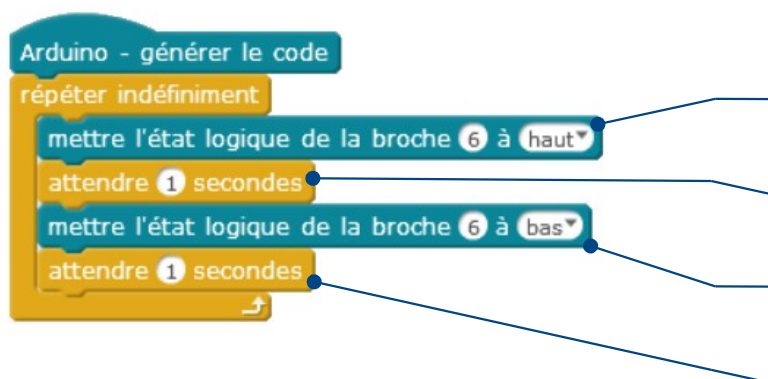 Arduino - générer le code
répéter indéfiniment
mettre l'état logique de la broche 6 à haut
attendre 1 secondes
mettre l'état logique de la broche 6 à bas
attendre 1 secondes